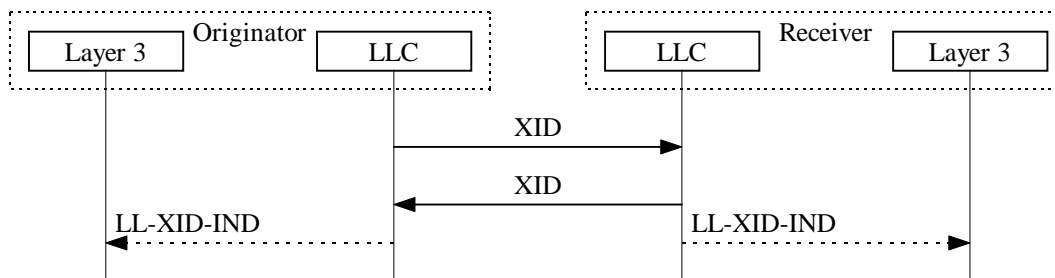 Originator
Receiver
Layer 3
LLC
LLC
Layer 3
XID
XID
LL-XID-IND
LL-XID-IND